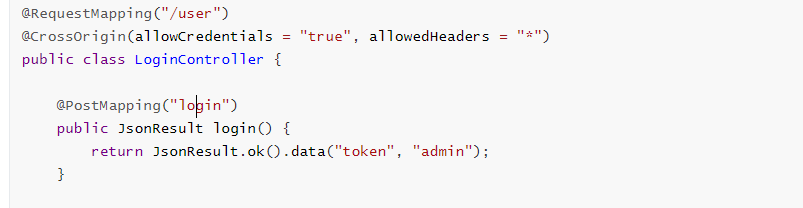 @RequestMapping("/user")
@CrossOrigin(allowCredentials = "true", allowedHeaders = "*")
public class LoginController {
@PostMapping("login")
public JsonResult login() {
return JsonResult.ok().data("token", "admin");
}